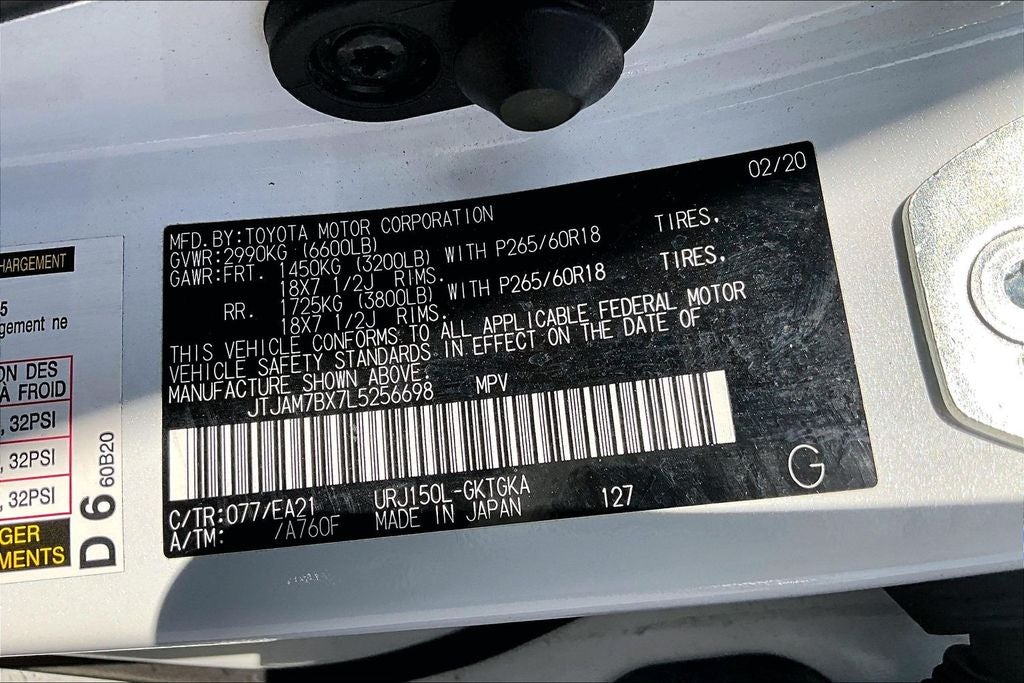 02/20
MFD.BY:TOYOTA MOTOR CORPORATION
GVWR:2990KG (6600LB)
GAWR:FRT. 1450KG (3200LB) WITH P265/60R18 TIRES,
18X7 1/2J RIMS.
RR. 1725KG (3800LB) WITH P265/60R18 TIRES,
18X7 1/2J RIMS.
THIS VEHICLE CONFORMS TO ALL APPLICABLE FEDERAL MOTOR
VEHICLE SAFETY STANDARDS IN EFFECT ON THE DATE OF
MANUFACTURE SHOWN ABOVE.
JTJAM7BX7L5256698 MPV
C/TR:077/EA21 URJ150L-GKTGKA 127
A/TM: /A760F MADE IN JAPAN
G
HARGEMENT
5
gement ne
ON DES
À FROID
, 32PSI
, 32PSI
, 32PSI
GER
MENTS
D 6
60B20